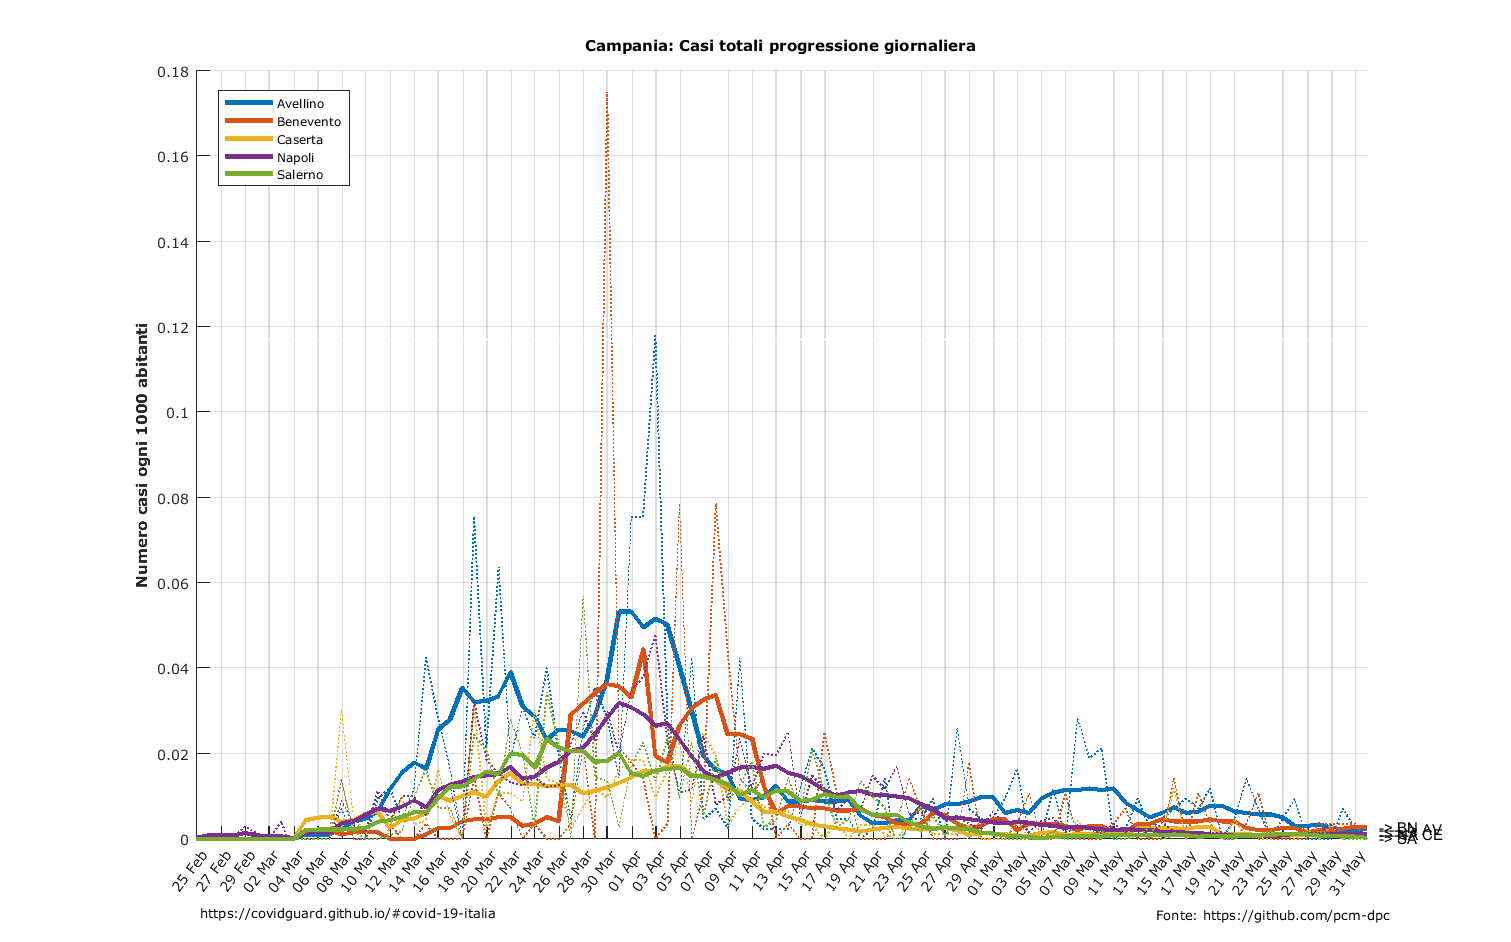 Campania: Casi totali progressione giornaliera
Numero casi ogni 1000 abitanti
0.18
0.16
0.14
0.12
0.1
0.08
0.06
0.04
0.02
0
Avellino
Benevento
Caserta
Napoli
Salerno
25 Feb
27 Feb
29 Feb
02 Mar
04 Mar
06 Mar
08 Mar
10 Mar
12 Mar
14 Mar
16 Mar
18 Mar
20 Mar
22 Mar
24 Mar
26 Mar
28 Mar
30 Mar
01 Apr
03 Apr
05 Apr
07 Apr
09 Apr
11 Apr
13 Apr
15 Apr
17 Apr
19 Apr
21 Apr
23 Apr
25 Apr
27 Apr
29 Apr
01 May
03 May
05 May
07 May
09 May
11 May
13 May
15 May
17 May
19 May
21 May
23 May
25 May
27 May
29 May
31 May
-> BN AV
CE
-> SA
https://covidguard.github.io/#covid-19-italia
Fonte: https://github.com/pcm-dpc